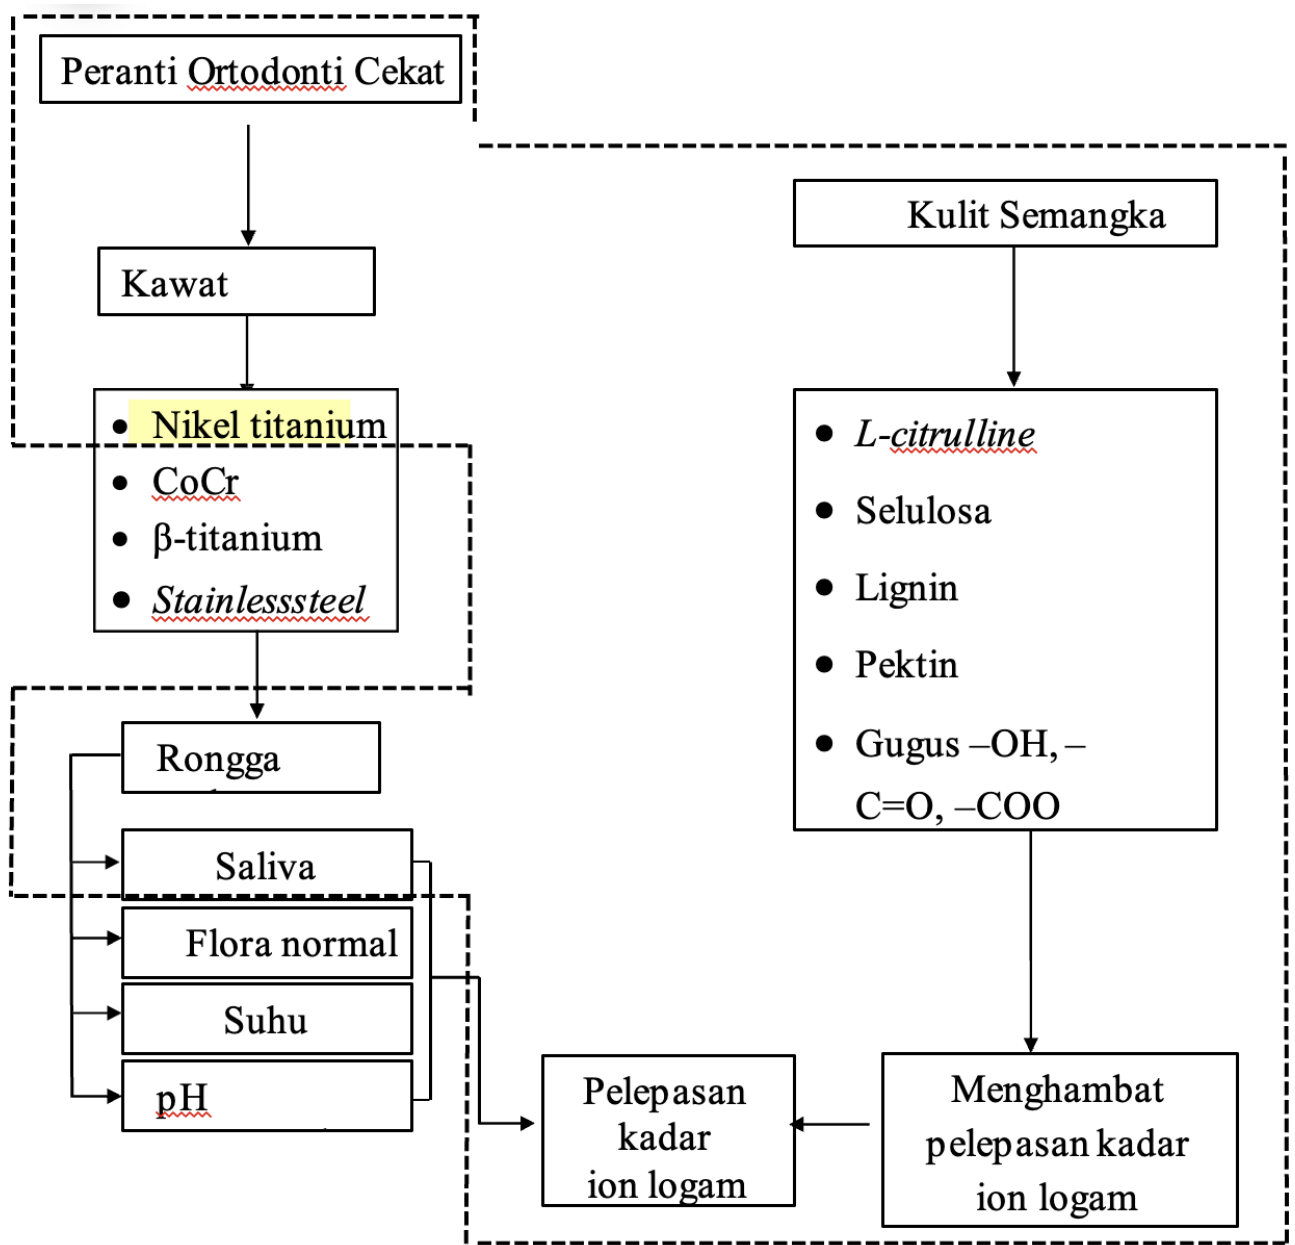 Peranti Ortodonti Cekat
Kawat
Nikel titanium
CoCr
β-titanium
Stainlesssteel
Rongga
Saliva
Flora normal
Suhu
pH
Kulit Semangka
L-citrulline
Selulosa
Lignin
Pektin
Gugus –OH, –
C=O, –COO
Pelepasan
kadar
ion logam
Menghambat
pelepasan kadar
ion logam